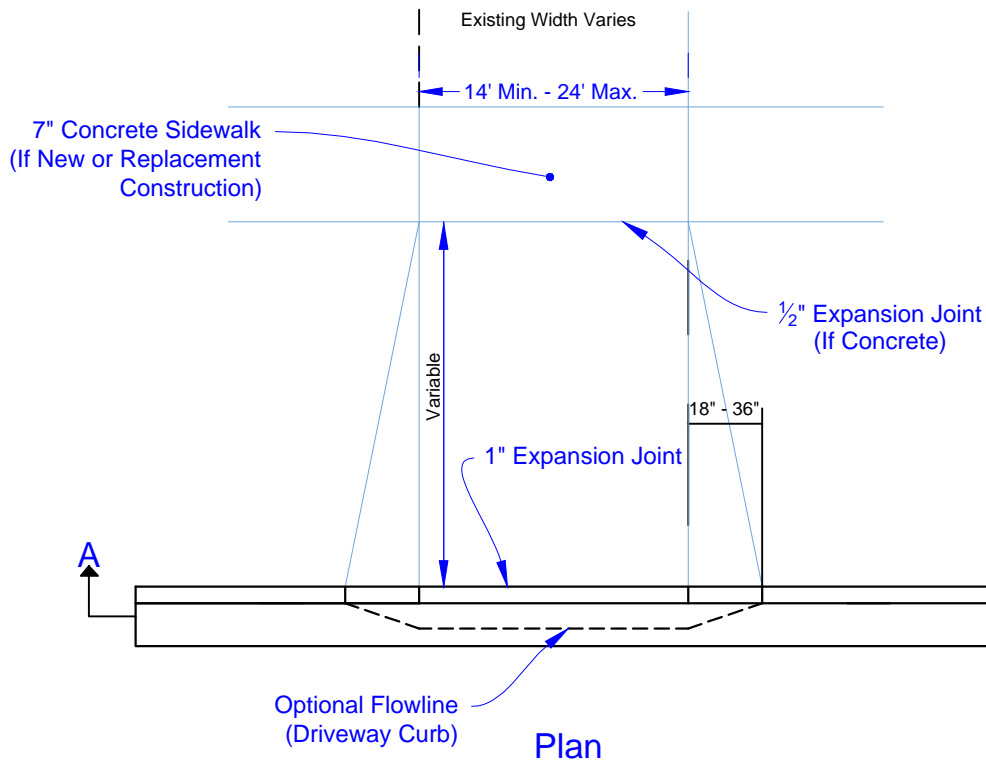 Existing Width Varies
14' Min. - 24' Max.
7" Concrete Sidewalk
(If New or Replacement
Construction)
½" Expansion Joint
(If Concrete)
Variable
18" - 36"
1" Expansion Joint
A
Optional Flowline
(Driveway Curb)
Plan